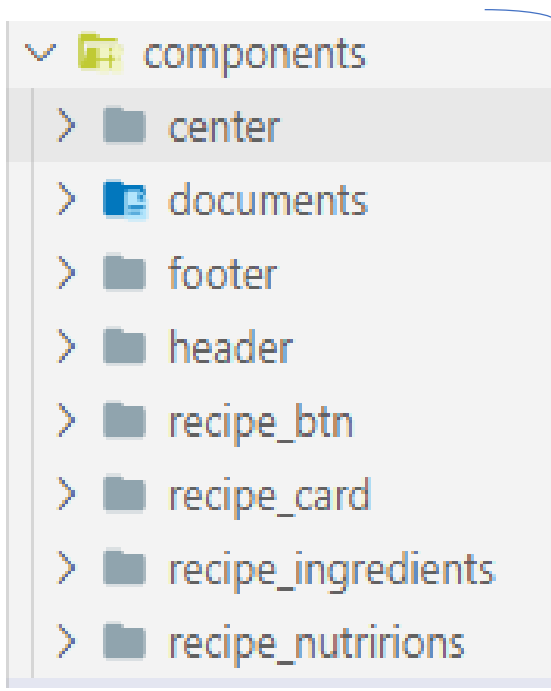 components
center
documents
footer
header
recipe_btn
recipe_card
recipe_ingredients
recipe_nutririons